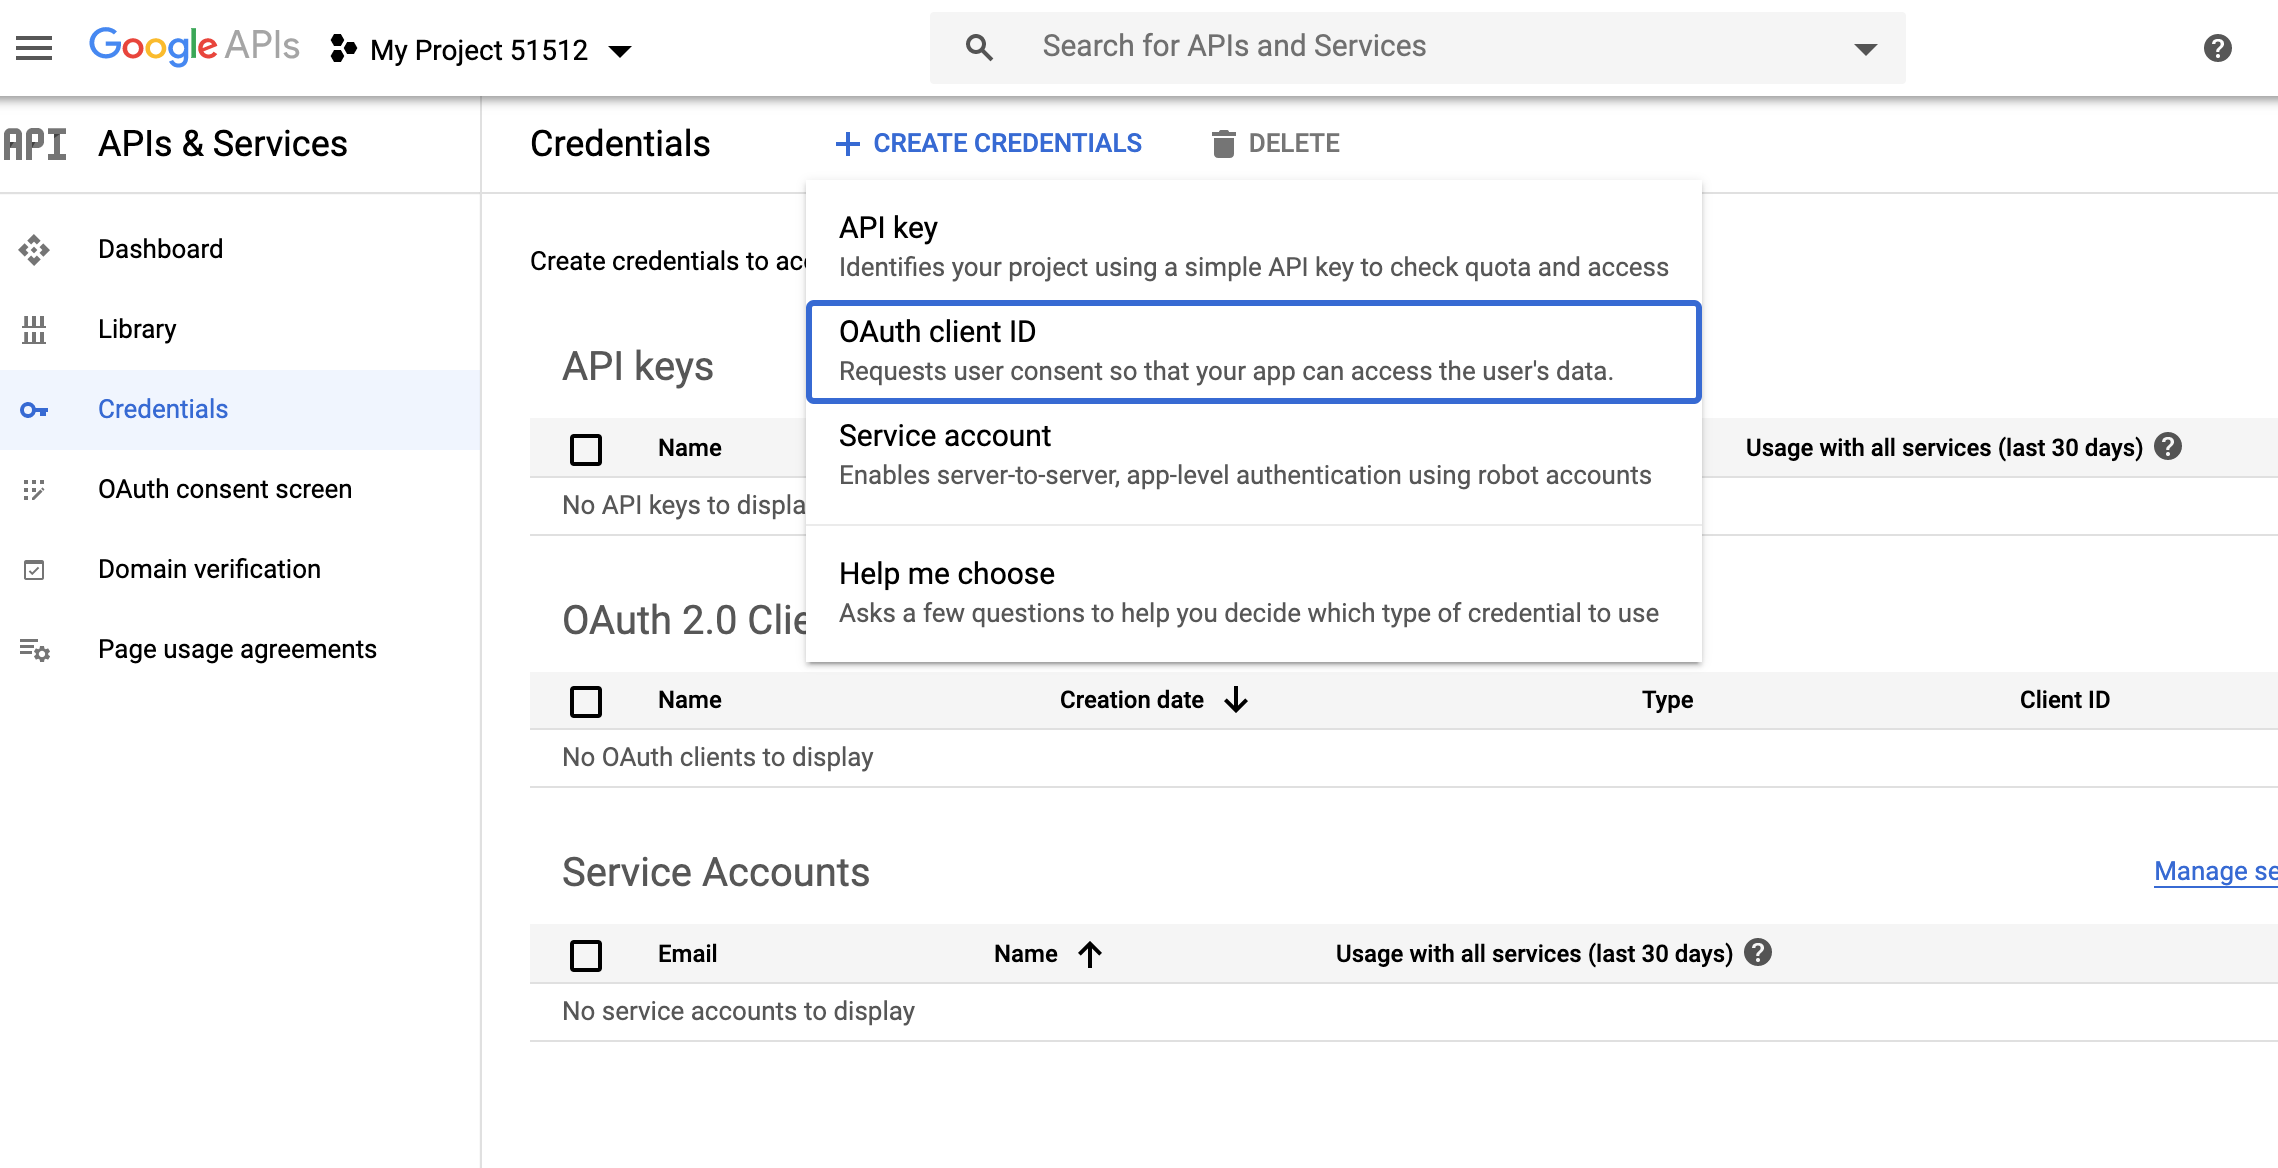 Google APIs
My Project 51512
Search for APIs and Services
API
APIs & Services
Credentials
CREATE CREDENTIALS
DELETE
Dashboard
Library
Credentials
OAuth consent screen
Domain verification
Page usage agreements
Create credentials to
API key
Identifies your project using a simple API key to check quota and access
OAuth client ID
Requests user consent so that your app can access the user's data.
Service account
Enables server-to-server, app-level authentication using robot accounts
Help me choose
Asks a few questions to help you decide which type of credential to use
API keys
Name
Usage with all services (last 30 days)
No API keys to displa
OAuth 2.0 Clie
Name
Creation date
Type
Client ID
No OAuth clients to display
Service Accounts
Manage se
Email
Name
Usage with all services (last 30 days)
No service accounts to display